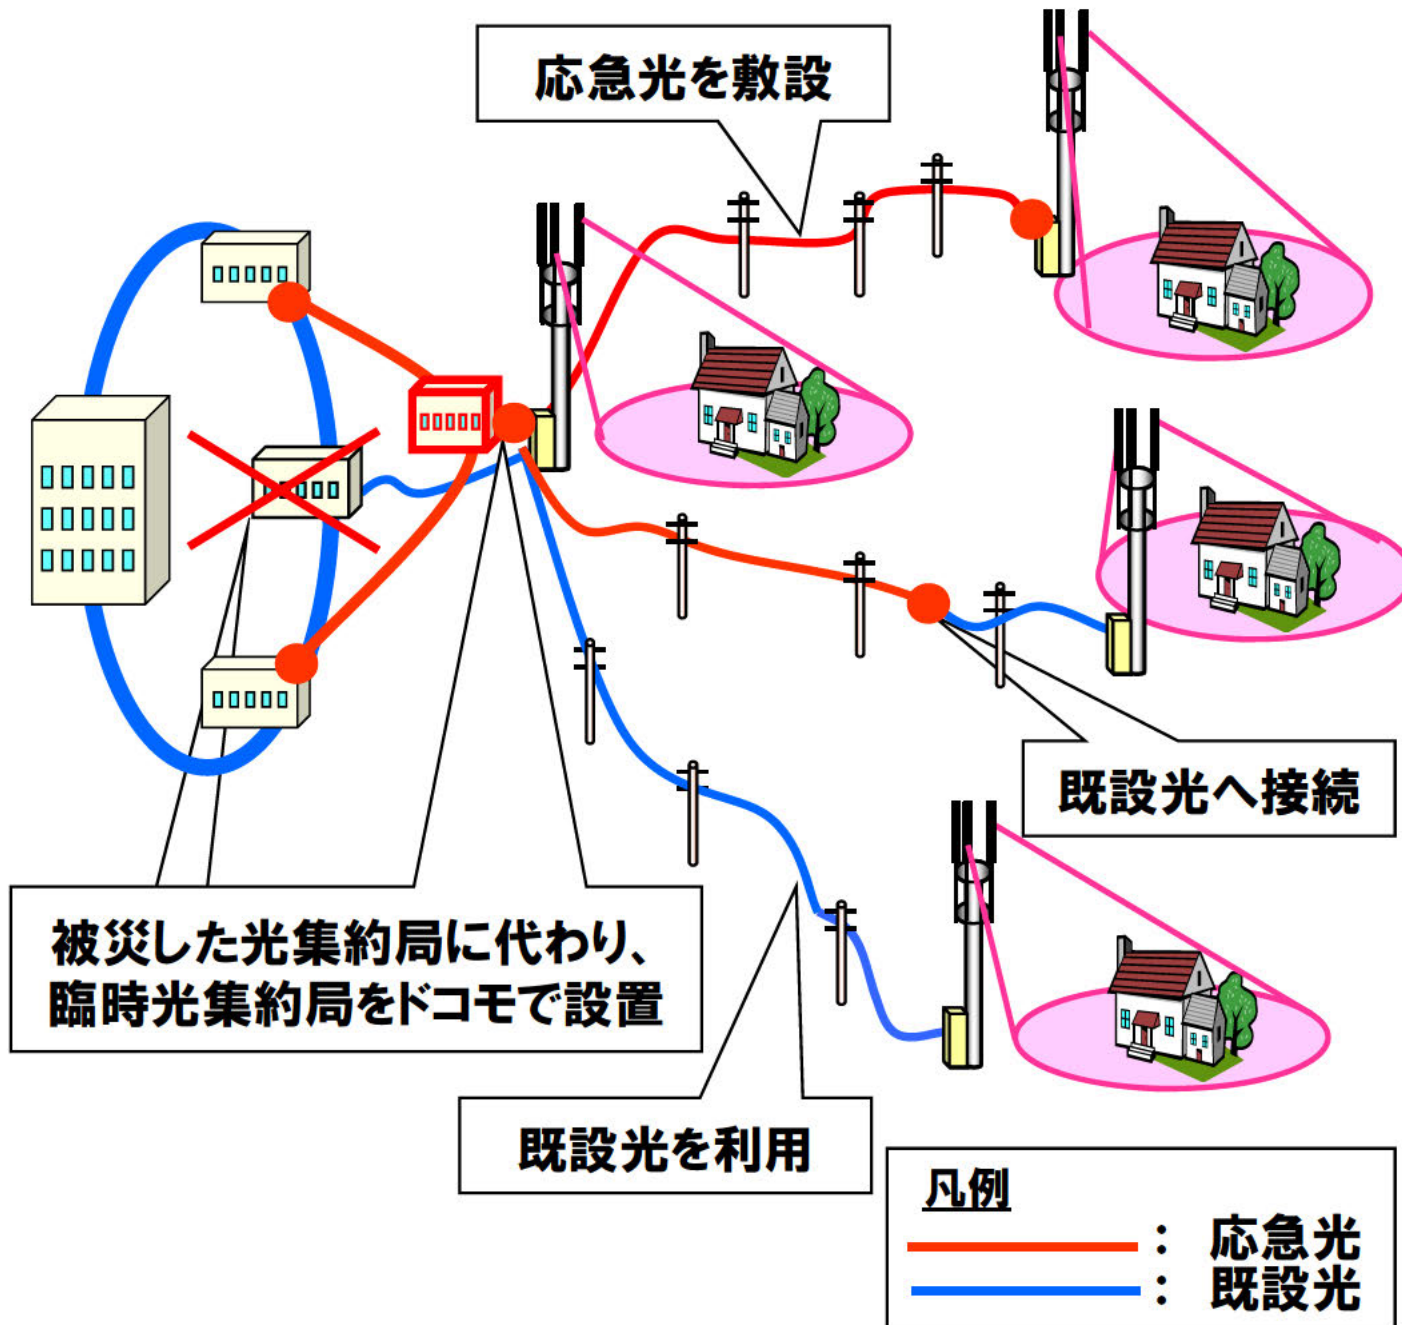 応急光を敷設
既設光へ接続
被災した光集約局に代わり、
臨時光集約局をドコモで設置
既設光を利用
凡例
： 応急光
： 既設光